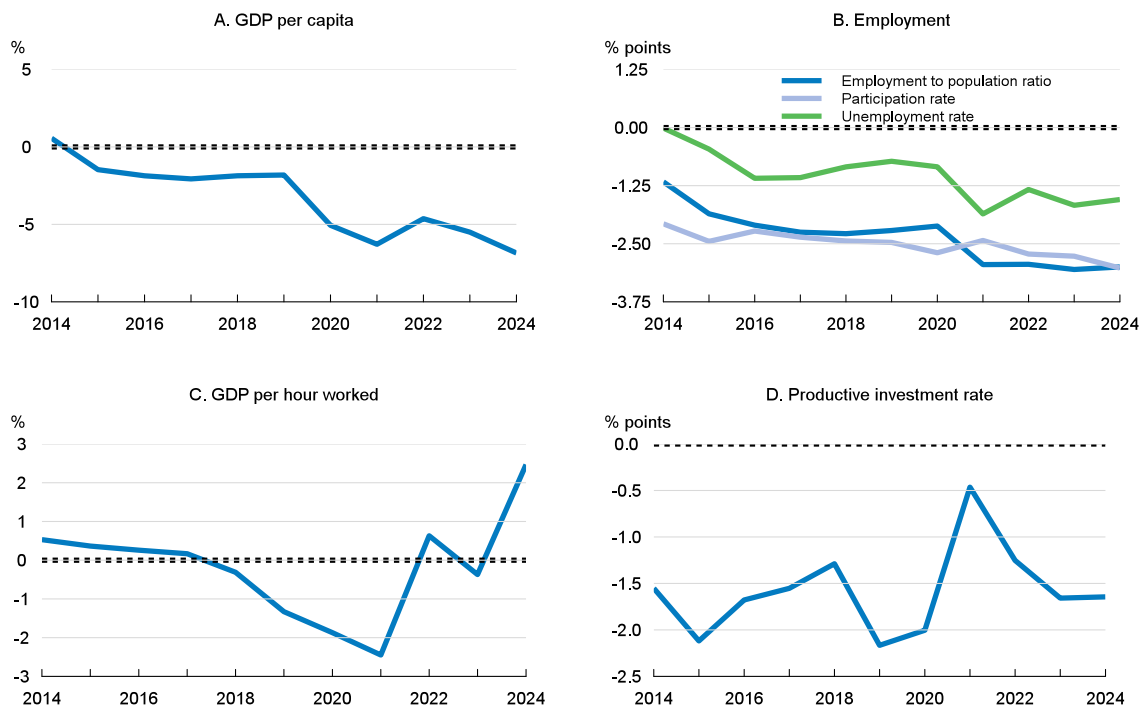 A. GDP per capita
%
5
0
-5
-10
2014 2016 2018 2020 2022 2024
B. Employment
% points
1.25
0.00
-1.25
-2.50
-3.75
Employment to population ratio
Participation rate
Unemployment rate
2014 2016 2018 2020 2022 2024
C. GDP per hour worked
%
3
2
1
0
-1
-2
-3
2014 2016 2018 2020 2022 2024
D. Productive investment rate
% points
0.0
-0.5
-1.0
-1.5
-2.0
-2.5
2014 2016 2018 2020 2022 2024